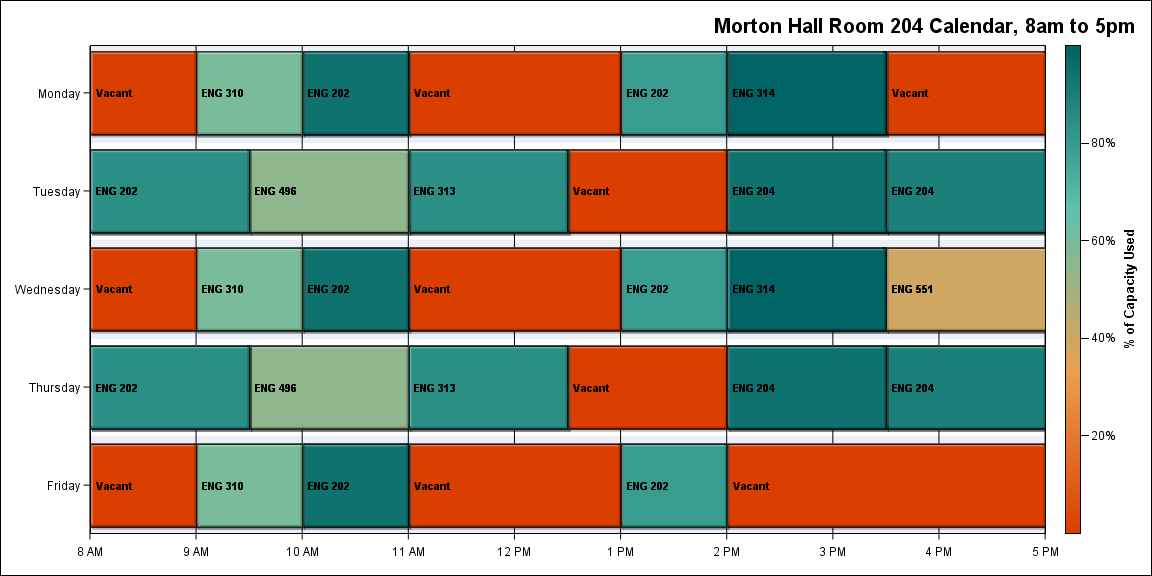 Morton Hall Room 204 Calendar, 8am to 5pm
Monday
Vacant
ENG 310
ENG 202
Vacant
ENG 202
ENG 314
Vacant
Tuesday
ENG 202
ENG 496
ENG 313
Vacant
ENG 204
ENG 204
Wednesday
Vacant
ENG 310
ENG 202
Vacant
ENG 202
ENG 314
ENG 551
Thursday
ENG 202
ENG 496
ENG 313
Vacant
ENG 204
ENG 204
Friday
Vacant
ENG 310
ENG 202
Vacant
ENG 202
Vacant
8 AM
9 AM
10 AM
11 AM
12 PM
1 PM
2 PM
3 PM
4 PM
5 PM
80%
60%
40%
20%
% of Capacity Used